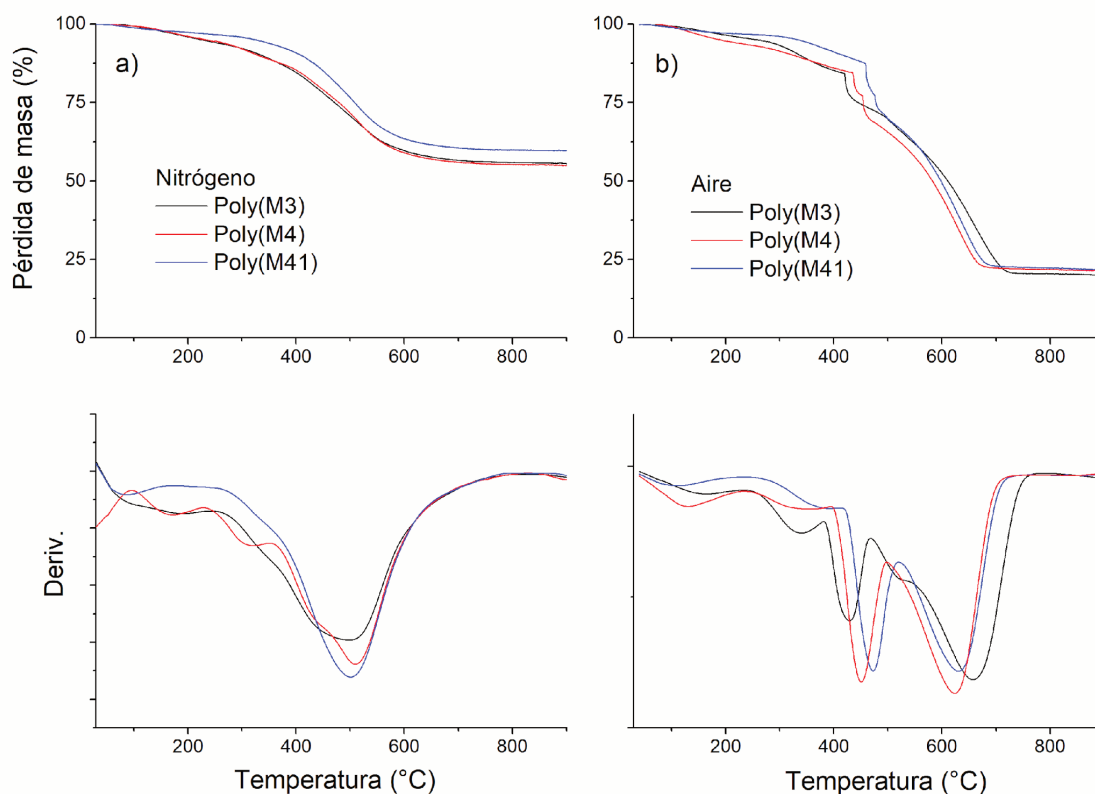 Pérdida de masa (%)
100
75
50
25
0
a)
Nitrógeno
Poly(M3)
Poly(M4)
Poly(M41)
200
400
600
800
100
75
50
25
0
b)
Aire
Poly(M3)
Poly(M4)
Poly(M41)
200
400
600
800
Deriv.
200
400
600
800
Temperatura (°C)
200
400
600
800
Temperatura (°C)